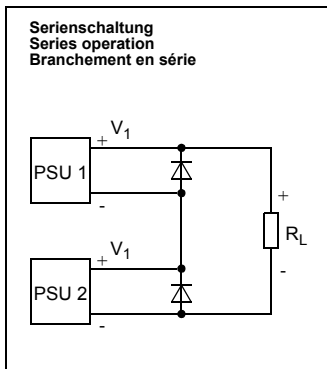 Serienschaltung
Series operation
Branchement en série
+ V1
PSU 1
-
+
RL
-
+ V1
PSU 2
-